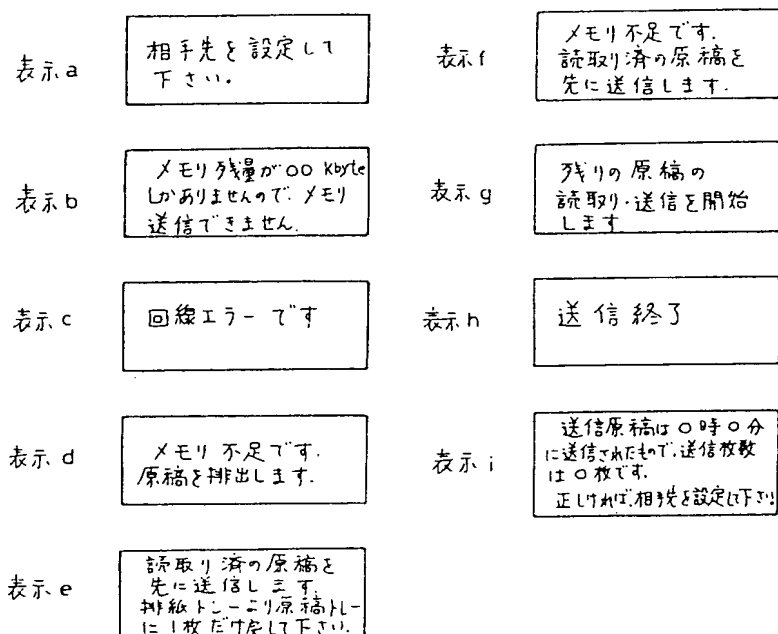 表示a
相手先を設定して
下さい。
表示b
メモリ残量が○○ Kbyte
しかありませんので、メモリ
送信できません.
表示c
回線エラーです
表示d
メモリ不足です.
原稿を排出します.
表示e
読取り済の原稿を
先に送信します.
排紙トレーより原稿トレー
に1枚だけ戻して下さい.
表示f
メモリ不足です.
読取り済の原稿を
先に送信します.
表示g
残りの原稿の
読取り・送信を開始
します
表示h
送信終了
表示i
送信原稿は○時○分
に送信されたもので、送信枚数
は○枚です.
正しければ、相手先を設定して下さい